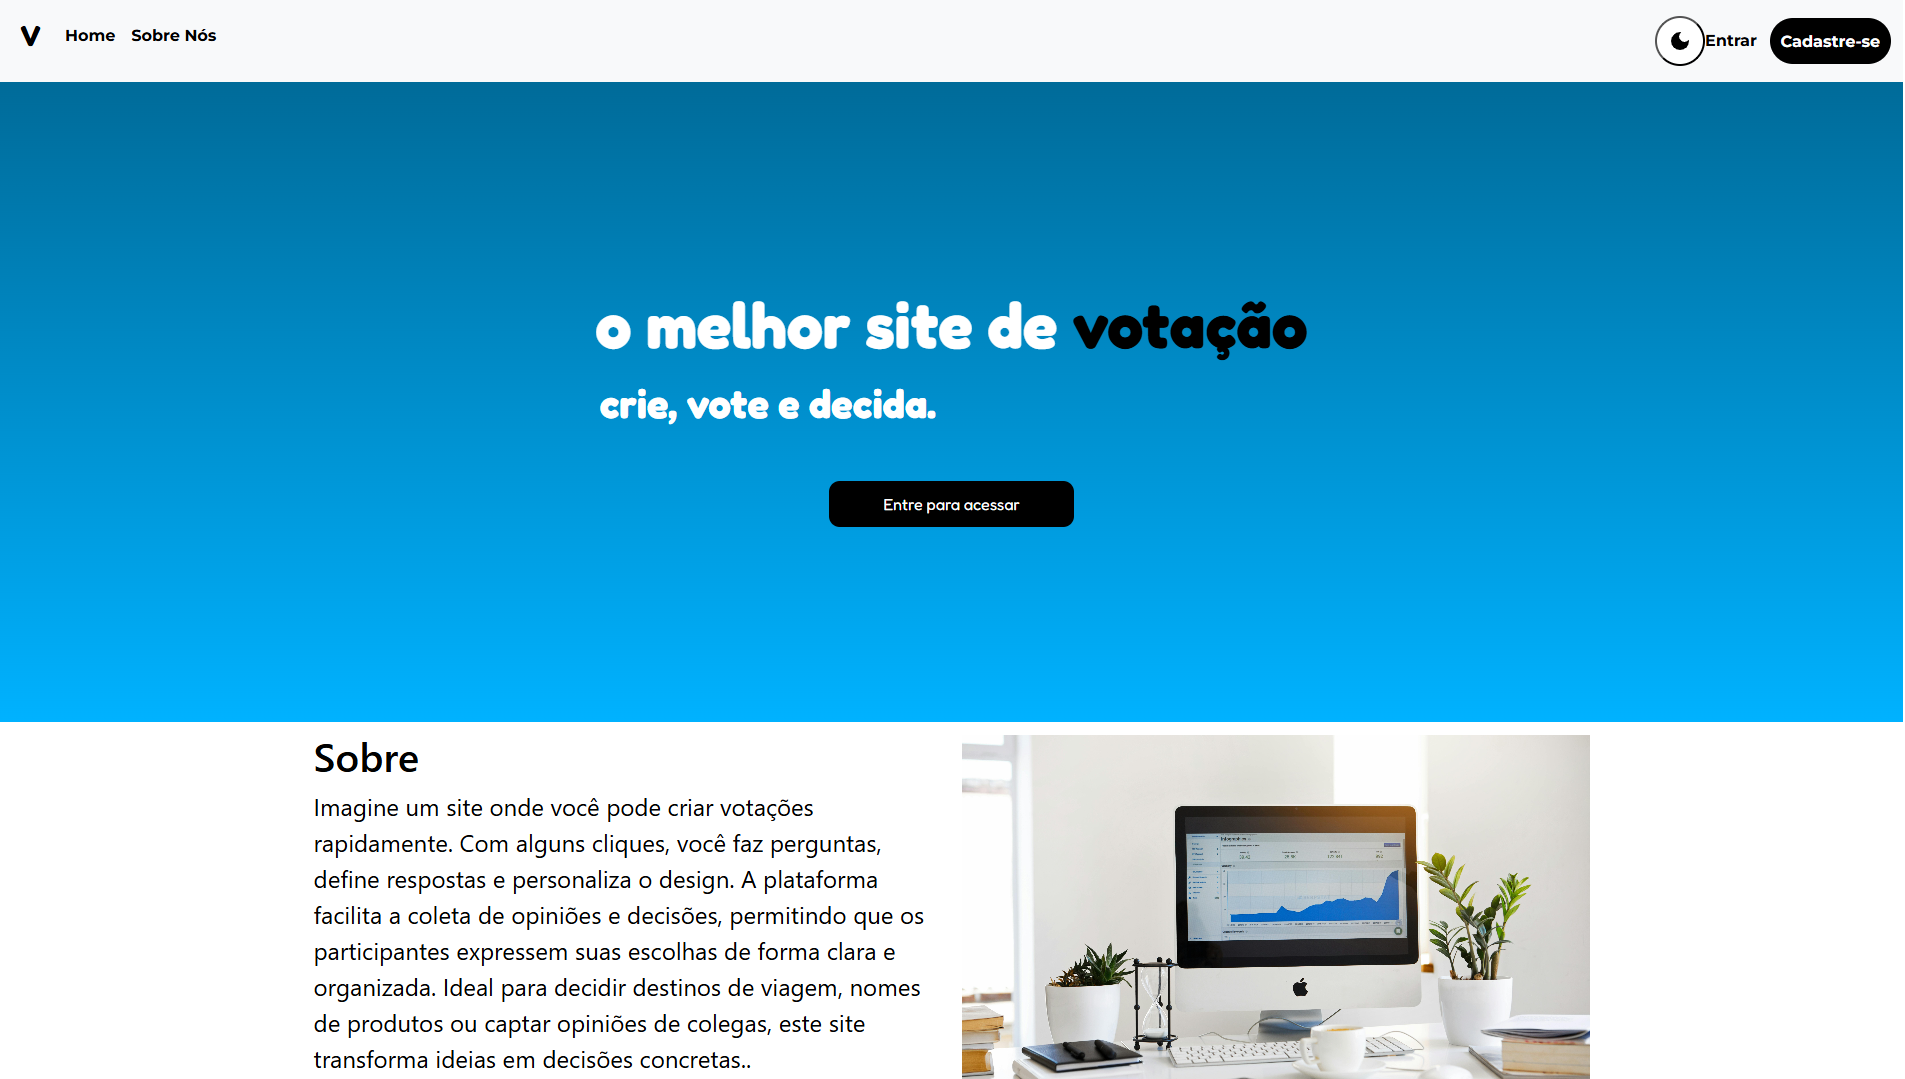 V Home Sobre Nós Entrar Cadastre-se
o melhor site de votação
crie, vote e decida.
Entre para acessar
Sobre
Imagine um site onde você pode criar votações
rapidamente. Com alguns cliques, você faz perguntas,
define respostas e personaliza o design. A plataforma
facilita a coleta de opiniões e decisões, permitindo que os
participantes expressem suas escolhas de forma clara e
organizada. Ideal para decidir destinos de viagem, nomes
de produtos ou captar opiniões de colegas, este site
transforma ideias em decisões concretas..